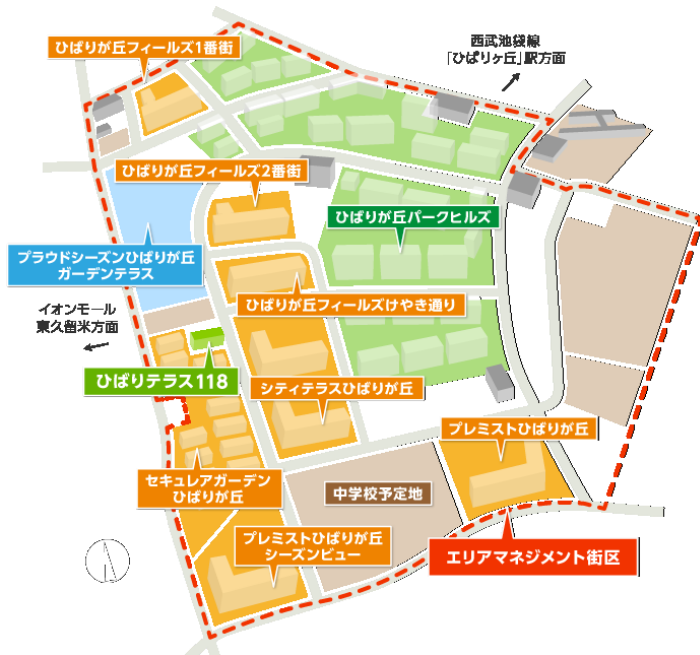 ひばりが丘フィールズ1番街
西武池袋線
「ひばりヶ丘」駅方面
ひばりが丘フィールズ2番街
ひばりが丘パークヒルズ
プラウドシーズンひばりが丘
ガーデンテラス
ひばりが丘フィールズけやき通り
イオンモール
東久留米方面
ひばりテラス118
シティテラスひばりが丘
プレミストひばりが丘
セキュレアガーデン
ひばりが丘
中学校予定地
プレミストひばりが丘
シーズンビュー
エリアマネジメント街区